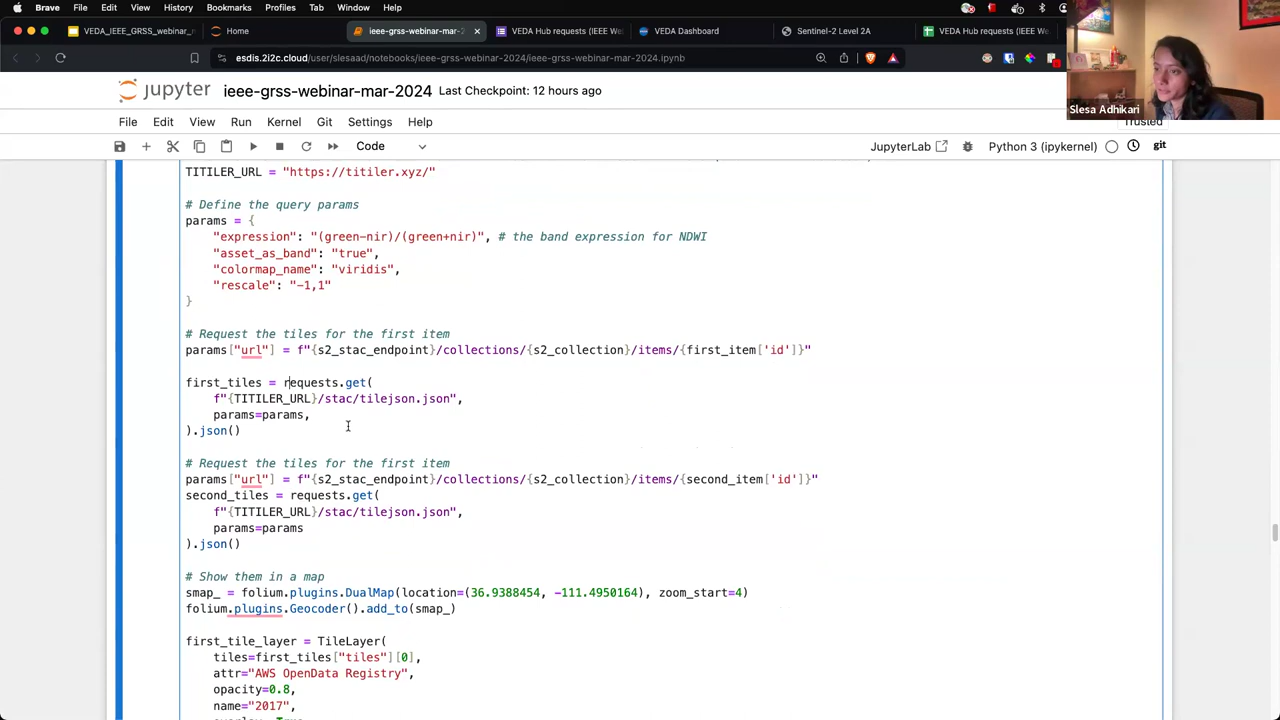 Brave File Edit View History Bookmarks Profiles Tab Window Help
VEDA_IEEE_GRSS_webinar_ Home ieee-grss-webinar-mar-2 VEDA Hub requests (IEEE We VEDA Dashboard Sentinel-2 Level 2A VEDA Hub requests (IEEE We
esdis.2i2c.cloud/user/slesaad/notebooks/ieee-grss-webinar-2024/ieee-grss-webinar-mar-2024.ipynb
jupyter ieee-grss-webinar-mar-2024 Last Checkpoint: 12 hours ago
Slesa Adhikari
File Edit View Run Kernel Git Settings Help Trusted
Code JupyterLab Python 3 (ipykernel) git
TITILER_URL = "https://titiler.xyz/"
# Define the query params
params = {
"expression": "(green-nir)/(green+nir)", # the band expression for NDWI
"asset_as_band": "true",
"colormap_name": "viridis",
"rescale": "-1,1"
}
# Request the tiles for the first item
params["url"] = f"{s2_stac_endpoint}/collections/{s2_collection}/items/{first_item['id']}"
first_tiles = requests.get(
f"{TITILER_URL}/stac/tilejson.json",
params=params,
).json()
# Request the tiles for the first item
params["url"] = f"{s2_stac_endpoint}/collections/{s2_collection}/items/{second_item['id']}"
second_tiles = requests.get(
f"{TITILER_URL}/stac/tilejson.json",
params=params
).json()
# Show them in a map
smap_ = folium.plugins.DualMap(location=(36.9388454, -111.4950164), zoom_start=4)
folium.plugins.Geocoder().add_to(smap_)
first_tile_layer = TileLayer(
tiles=first_tiles["tiles"][0],
attr="AWS OpenData Registry",
opacity=0.8,
name="2017",